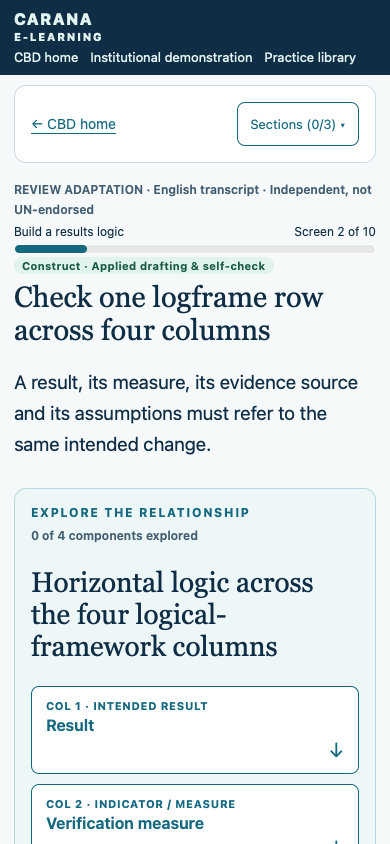 CARANA
E-LEARNING
CBD home Institutional demonstration Practice library
← CBD home
Sections (0/3) ▾
REVIEW ADAPTATION · English transcript · Independent, not
UN-endorsed
Build a results logic
Screen 2 of 10
Construct · Applied drafting & self-check
Check one logframe row
across four columns
A result, its measure, its evidence source
and its assumptions must refer to the
same intended change.
EXPLORE THE RELATIONSHIP
0 of 4 components explored
Horizontal logic across
the four logical-
framework columns
COL 1 · INTENDED RESULT
Result
↓
COL 2 · INDICATOR / MEASURE
Verification measure